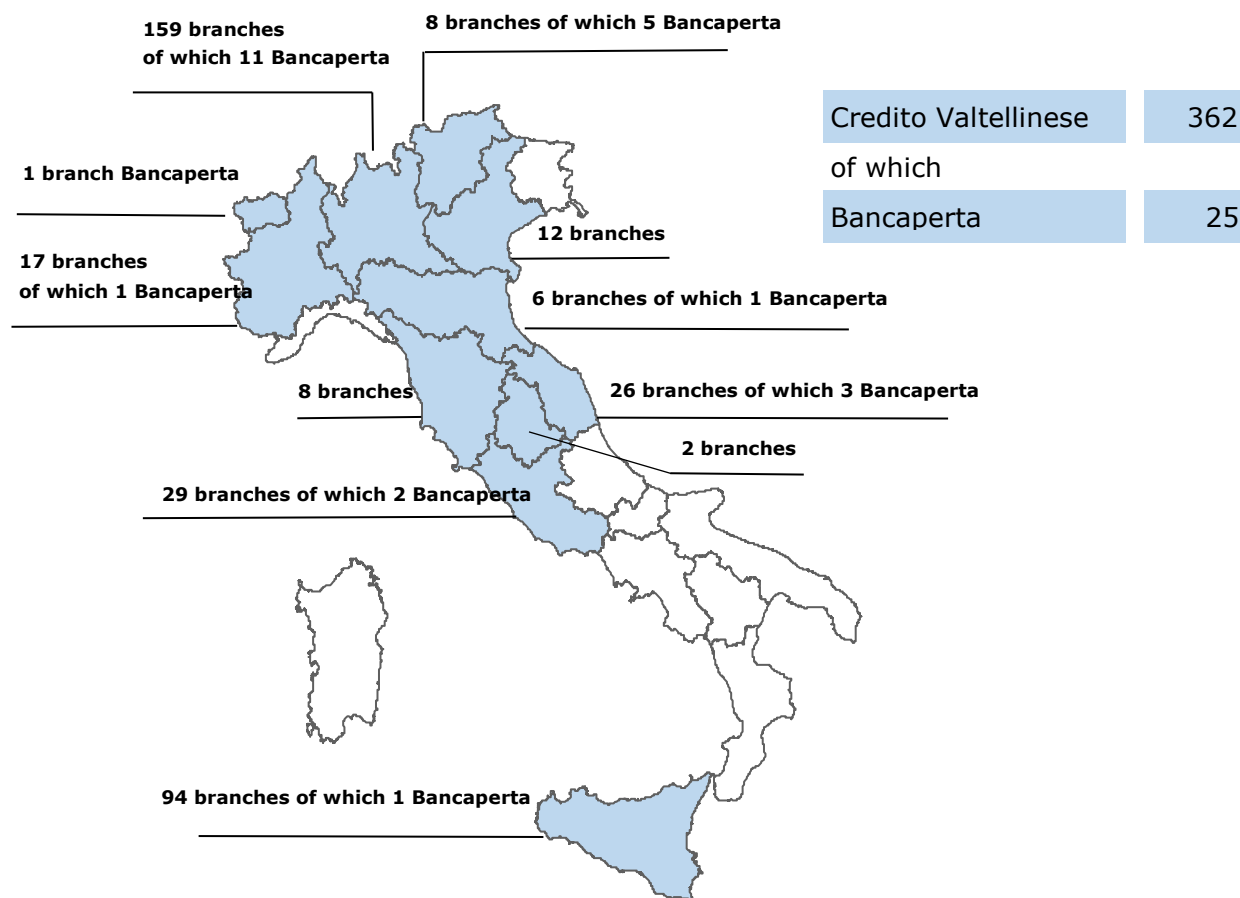 159 branches
of which 11 Bancaperta
8 branches of which 5 Bancaperta
Credito Valtellinese 362
of which
Bancaperta 25
1 branch Bancaperta
12 branches
17 branches
of which 1 Bancaperta
6 branches of which 1 Bancaperta
8 branches
26 branches of which 3 Bancaperta
2 branches
29 branches of which 2 Bancaperta
94 branches of which 1 Bancaperta